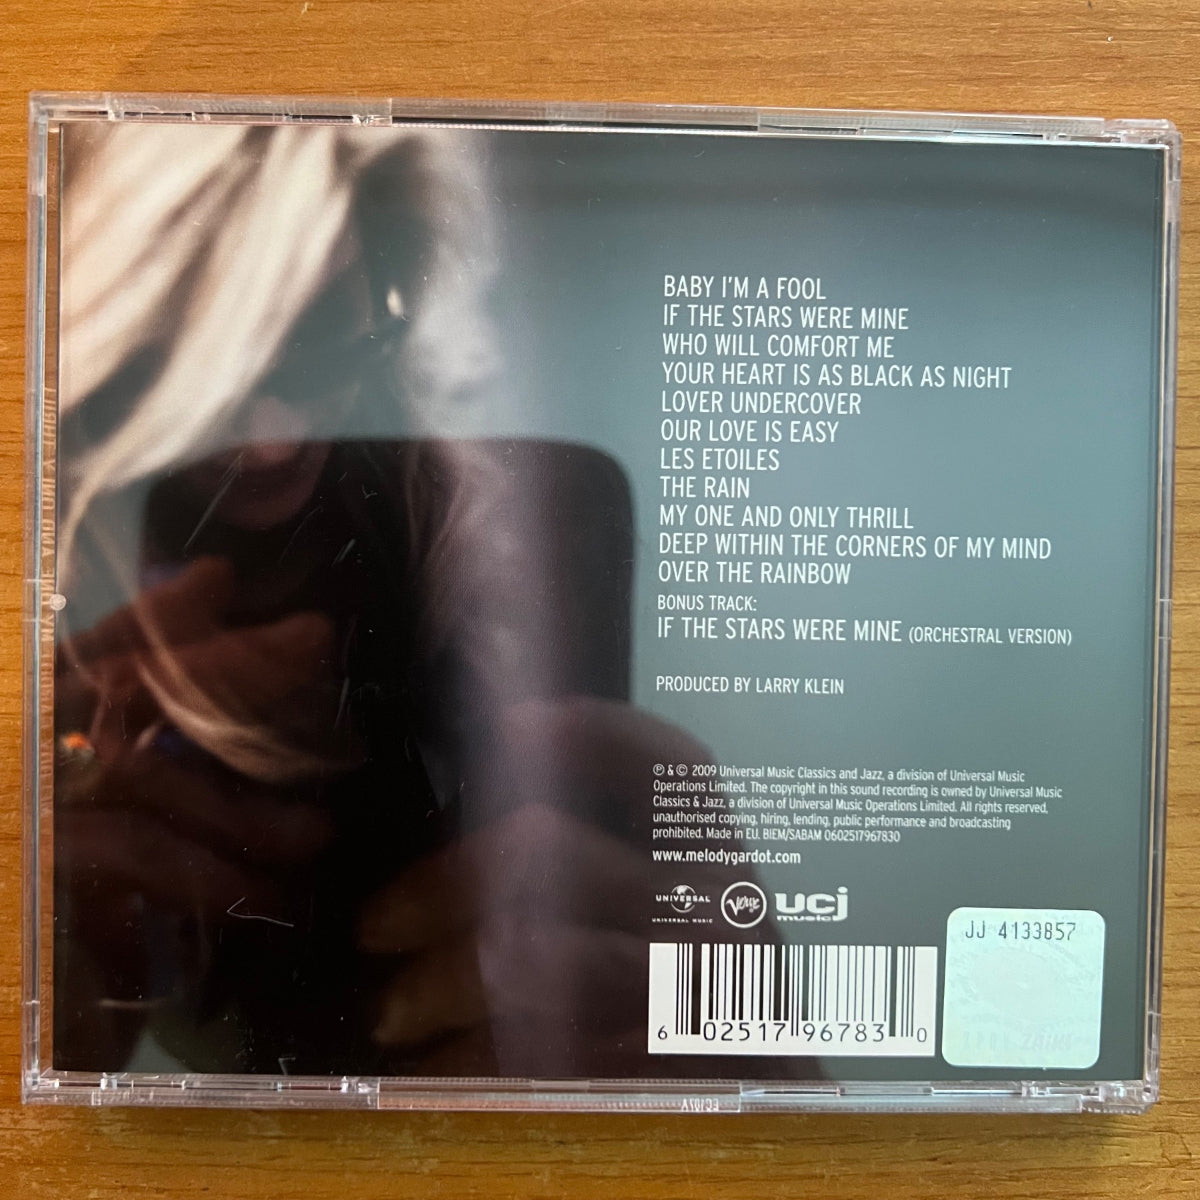 BABY I'M A FOOL
IF THE STARS WERE MINE
WHO WILL COMFORT ME
YOUR HEART IS AS BLACK AS NIGHT
LOVER UNDERCOVER
OUR LOVE IS EASY
LES ETOILES
THE RAIN
MY ONE AND ONLY THRILL
DEEP WITHIN THE CORNERS OF MY MIND
OVER THE RAINBOW
BONUS TRACK:
IF THE STARS WERE MINE (ORCHESTRAL VERSION)
PRODUCED BY LARRY KLEIN
℗ & © 2009 Universal Music Classics and Jazz, a division of Universal Music
Operations Limited. The copyright in this sound recording is owned by Universal Music
Classics & Jazz, a division of Universal Music Operations Limited. All rights reserved,
unauthorised copying, hiring, lending, public performance and broadcasting
prohibited. Made in EU. BIEM/SABAM 0602517967830
www.melodygardot.com
UNIVERSAL
UNIVERSAL MUSIC
Verve
ucj
music
JJ 4133857
6 02517 96783 0
ZAIKS